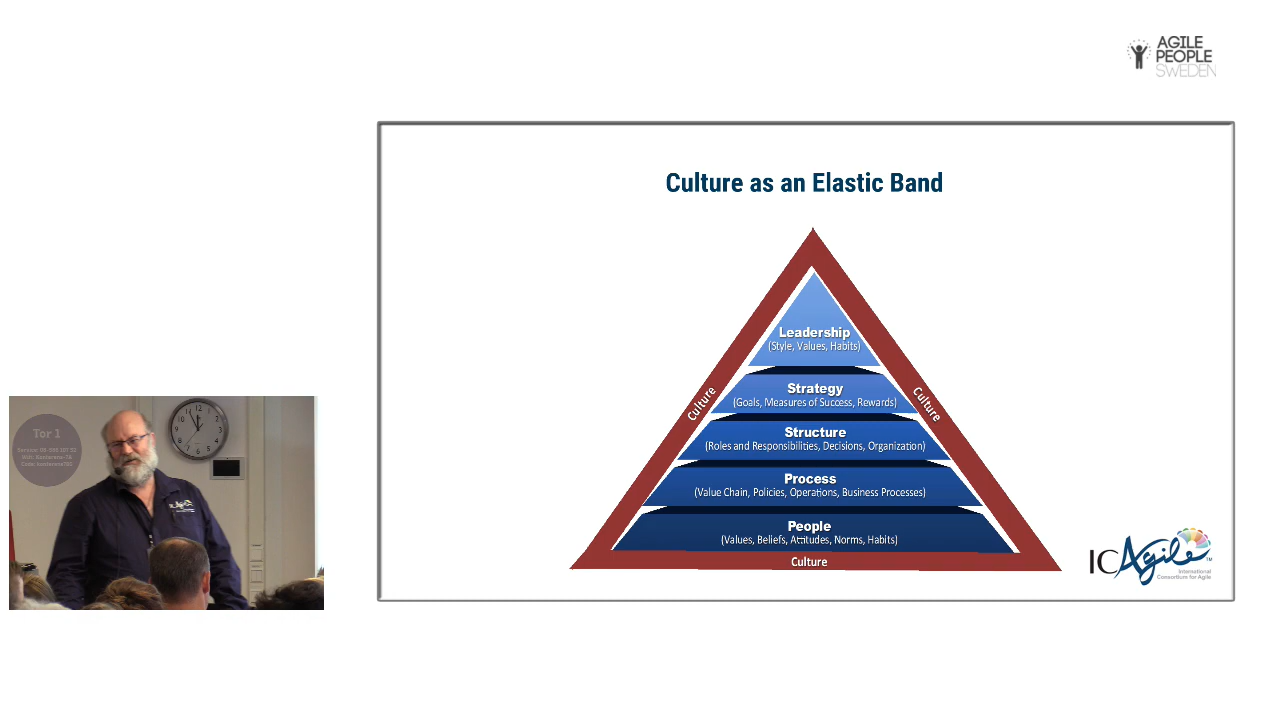 AGILE
PEOPLE
SWEDEN
Culture as an Elastic Band
Leadership
(Style, Values, Habits)
Strategy
(Goals, Measures of Success, Rewards)
Structure
(Roles and Responsibilities, Decisions, Organization)
Process
(Value Chain, Policies, Operations, Business Processes)
People
(Values, Beliefs, Attitudes, Norms, Habits)
Culture
Culture
Culture
ICAgile™
International
Consortium for Agile
Tor 1